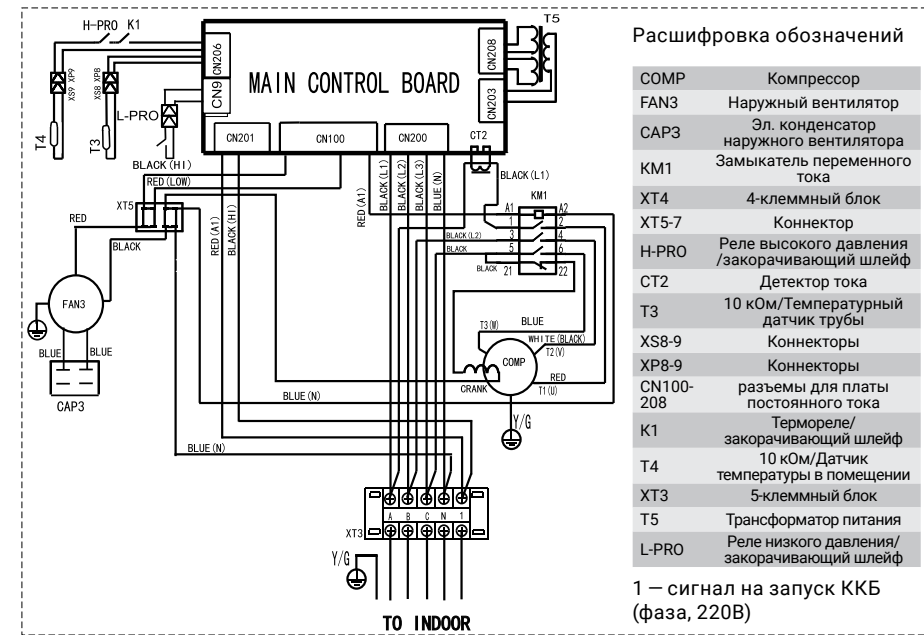 H-PRO K1
T5
CN206
CN208
XS9 XP9
XS8 XP8
CN9
MAIN CONTROL BOARD
CN203
L-PRO
T4
T3
CN201
CN100
CN200
CT2
BLACK(HI)
RED(LOW)
BLACK(L1)
XT5
RED
BLACK
RED(A1)
BLACK(HI)
RED(A1)
BLACK(L1)
BLACK(L2)
BLACK(L3)
BLUE(N)
KM1
A1 A2
1 2
BLACK(L2) 3 4
BLACK 5 6
BLACK 21 22
FAN3
BLUE BLUE
CAP3
T3(W) BLUE
WHITE(BLACK)
T2(V)
COMP
RED
T1(U)
CRANK
BLUE(N)
Y/G
BLUE(N)
XT3
A B C N 1
Y/G
TO INDOOR
Расшифровка обозначений
COMP Компрессор
FAN3 Наружный вентилятор
CAP3 Эл. конденсатор
наружного вентилятора
KM1 Замыкатель переменного
тока
XT4 4-клеммный блок
XT5-7 Коннектор
H-PRO Реле высокого давления
/закорачивающий шлейф
CT2 Детектор тока
T3 10 кОм/Температурный
датчик трубы
XS8-9 Коннекторы
XP8-9 Коннекторы
CN100-
208 разъемы для платы
постоянного тока
K1 Термореле/
закорачивающий шлейф
T4 10 кОм/Датчик
температуры в помещении
XT3 5-клеммный блок
T5 Трансформатор питания
L-PRO Реле низкого давления/
закорачивающий шлейф
1 — сигнал на запуск ККБ
(фаза, 220В)